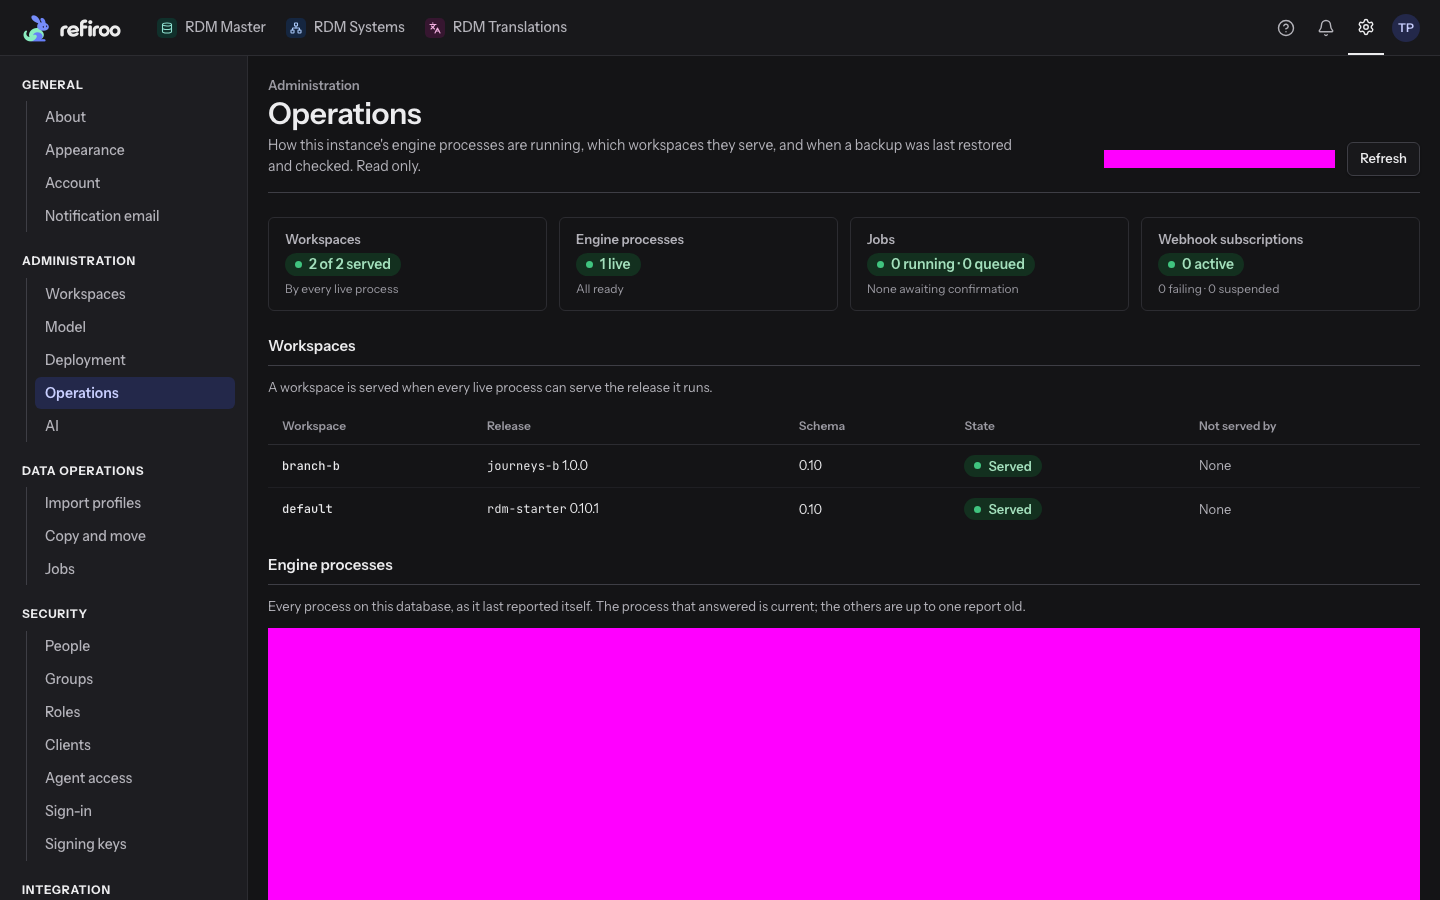 refiroo
RDM Master
RDM Systems
RDM Translations
TP
GENERAL
About
Appearance
Account
Notification email
ADMINISTRATION
Workspaces
Model
Deployment
Operations
AI
DATA OPERATIONS
Import profiles
Copy and move
Jobs
SECURITY
People
Groups
Roles
Clients
Agent access
Sign-in
Signing keys
INTEGRATION
Administration
Operations
How this instance's engine processes are running, which workspaces they serve, and when a backup was last restored
and checked. Read only.
Refresh
Workspaces
2 of 2 served
By every live process
Engine processes
1 live
All ready
Jobs
0 running · 0 queued
None awaiting confirmation
Webhook subscriptions
0 active
0 failing · 0 suspended
Workspaces
A workspace is served when every live process can serve the release it runs.
Workspace Release Schema State Not served by
branch-b journeys-b 1.0.0 0.10 Served None
default rdm-starter 0.10.1 0.10 Served None
Engine processes
Every process on this database, as it last reported itself. The process that answered is current; the others are up to one report old.